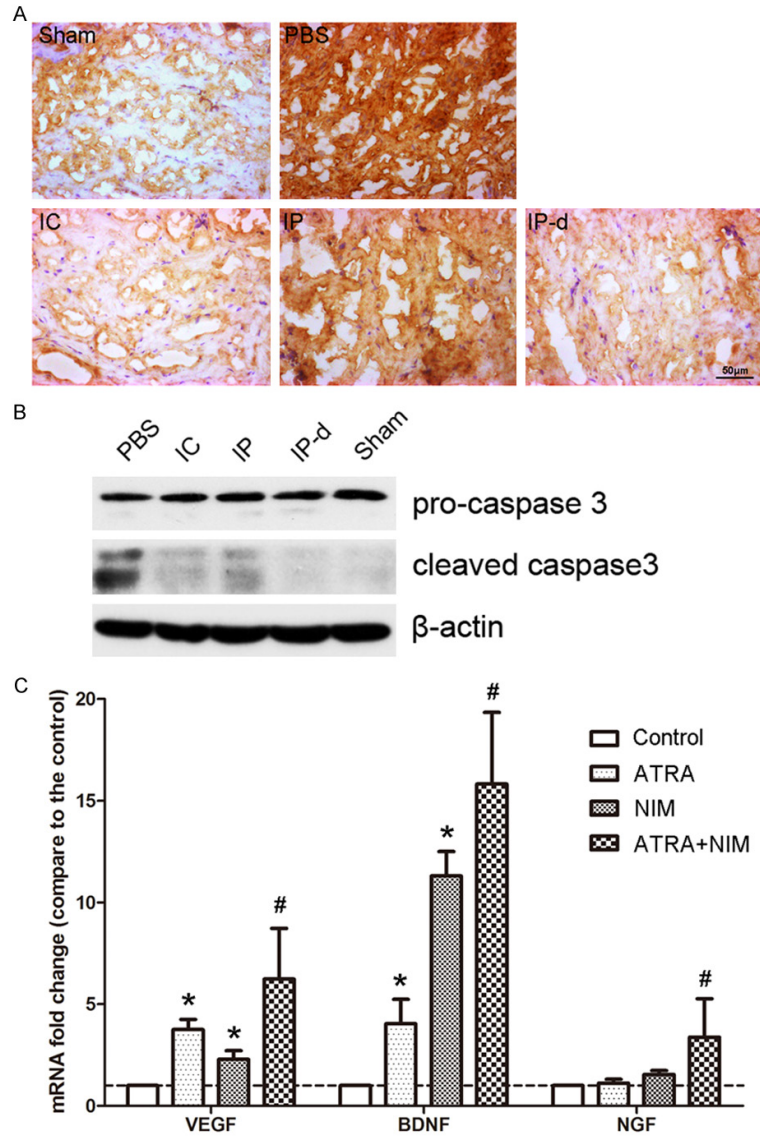 A
Sham
PBS
IC
IP
IP-d
50µm
B
PBS IC IP IP-d Sham
pro-caspase 3
cleaved caspase3
β-actin
C
mRNA fold change (compare to the control)
20
15
10
5
0
* * # * * # #
Control
ATRA
NIM
ATRA+NIM
VEGF BDNF NGF